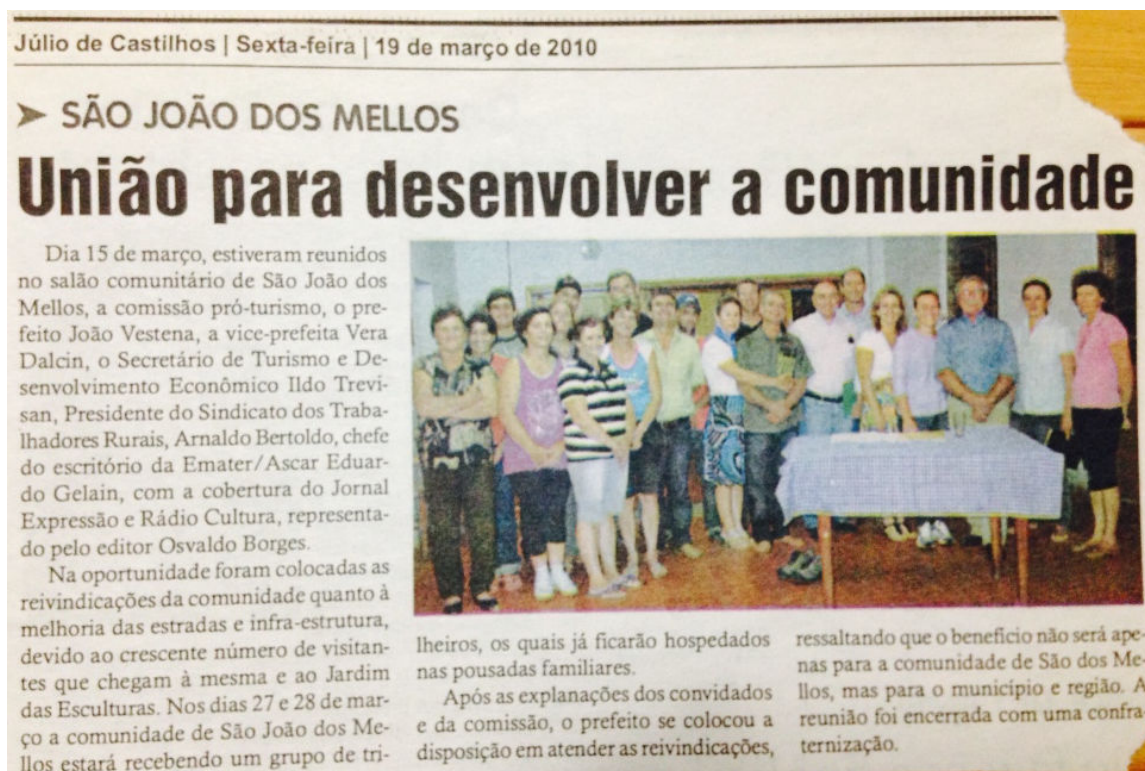 Júlio de Castilhos | Sexta-feira | 19 de março de 2010
➤ SÃO JOÃO DOS MELLOS
União para desenvolver a comunidade
Dia 15 de março, estiveram reunidos
no salão comunitário de São João dos
Mellos, a comissão pró-turismo, o pre-
feito João Vestena, a vice-prefeita Vera
Dalcin, o Secretário de Turismo e De-
senvolvimento Econômico Ildo Trevi-
san, Presidente do Sindicato dos Traba-
lhadores Rurais, Arnaldo Bertoldo, chefe
do escritório da Emater/Ascar Eduar-
do Gelain, com a cobertura do Jornal
Expressão e Rádio Cultura, representa-
do pelo editor Osvaldo Borges.
Na oportunidade foram colocadas as
reivindicações da comunidade quanto à
melhoria das estradas e infra-estrutura,
devido ao crescente número de visitan-
tes que chegam à mesma e ao Jardim
das Esculturas. Nos dias 27 e 28 de mar-
ço a comunidade de São João dos Me-
llos estará recebendo um grupo de tri-
lheiros, os quais já ficarão hospedados
nas pousadas familiares.
Após as explanações dos convidados
e da comissão, o prefeito se colocou a
disposição em atender as reivindicações,
ressaltando que o benefício não será ape-
nas para a comunidade de São dos Me-
llos, mas para o município e região. A
reunião foi encerrada com uma confra-
ternização.